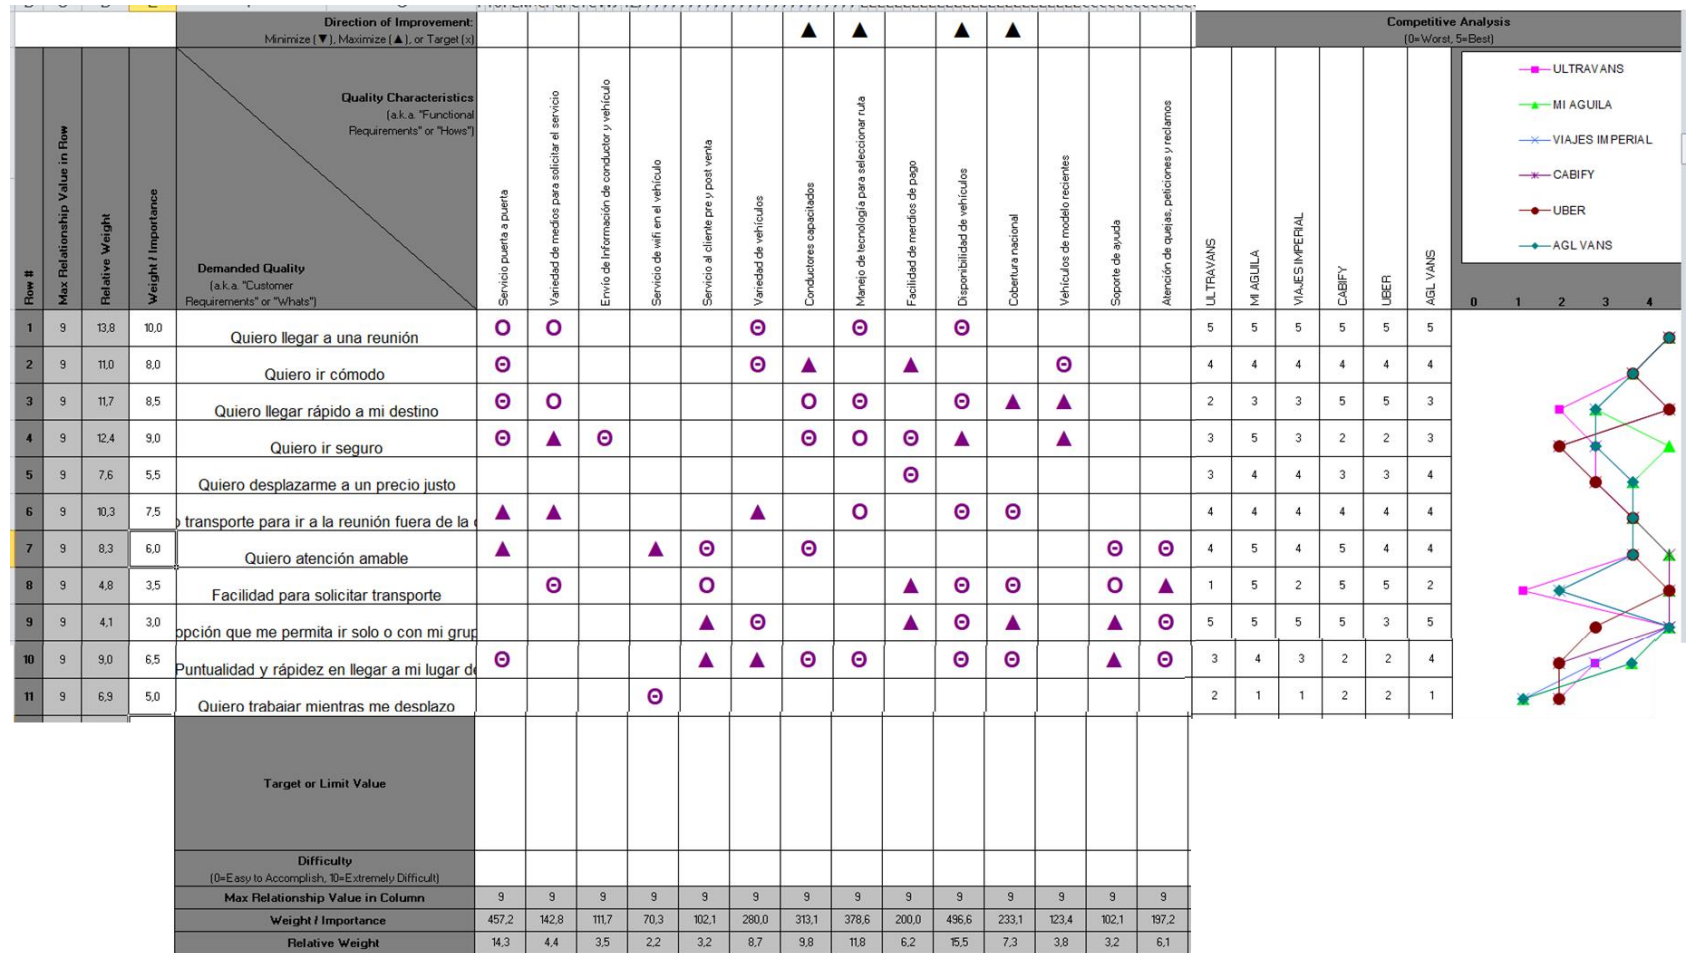 Direction of Improvement:
Minimize (▼), Maximize (▲), or Target (x)
▲ ▲ ▲ ▲
Competitive Analysis
(0=Worst, 5=Best)
Row #
Max Relationship Value in Row
Relative Weight
Weight / Importance
Quality Characteristics
(a.k.a. "Functional
Requirements" or "Hows")
Demanded Quality
(a.k.a. "Customer
Requirements" or "Whats")
Servicio puerta a puerta
Variedad de medios para solicitar el servicio
Envío de Información de conductor y vehículo
Servicio de wifi en el vehículo
Servicio al cliente pre y post venta
Variedad de vehículos
Conductores capacitados
Manejo de tecnología para seleccionar ruta
Facilidad de merdios de pago
Disponibilidad de vehículos
Cobertura nacional
Vehículos de modelo recientes
Soporte de ayuda
Atención de quejas, peticiones y reclamos
ULTRAVANS
MI AGUILA
VIAJES IMPERIAL
CABIFY
UBER
AGL VANS
ULTRAVANS
MI AGUILA
VIAJES IMPERIAL
CABIFY
UBER
AGL VANS
0 1 2 3 4
1 9 13,8 10,0 Quiero llegar a una reunión Ο Ο Θ Θ Θ 5 5 5 5 5 5
2 9 11,0 8,0 Quiero ir cómodo Θ Θ ▲ ▲ Θ 4 4 4 4 4 4
3 9 11,7 8,5 Quiero llegar rápido a mi destino Θ Ο Ο Θ Θ ▲ ▲ 2 3 3 5 5 3
4 9 12,4 9,0 Quiero ir seguro Θ ▲ Θ Θ Ο Θ ▲ ▲ 3 5 3 2 2 3
5 9 7,6 5,5 Quiero desplazarme a un precio justo Θ 3 4 4 3 3 4
6 9 10,3 7,5 o transporte para ir a la reunión fuera de la c ▲ ▲ ▲ Ο Θ Θ 4 4 4 4 4 4
7 9 8,3 6,0 Quiero atención amable ▲ ▲ Θ Θ Θ Θ 4 5 4 5 4 4
8 9 4,8 3,5 Facilidad para solicitar transporte Θ Ο ▲ Θ Θ Ο ▲ 1 5 2 5 5 2
9 9 4,1 3,0 opción que me permita ir solo o con mi grup ▲ Θ ▲ Θ ▲ ▲ Θ 5 5 5 5 3 5
10 9 9,0 6,5 Puntualidad y rápidez en llegar a mi lugar de Θ ▲ ▲ Θ Θ Θ Θ ▲ Θ 3 4 3 2 2 4
11 9 6,9 5,0 Quiero trabajar mientras me desplazo Θ 2 1 1 2 2 1
Target or Limit Value
Difficulty
(0=Easy to Accomplish, 10=Extremely Difficult)
Max Relationship Value in Column 9 9 9 9 9 9 9 9 9 9 9 9 9 9
Weight / Importance 457,2 142,8 111,7 70,3 102,1 280,0 313,1 378,6 200,0 496,6 233,1 123,4 102,1 197,2
Relative Weight 14,3 4,4 3,5 2,2 3,2 8,7 9,8 11,8 6,2 15,5 7,3 3,8 3,2 6,1